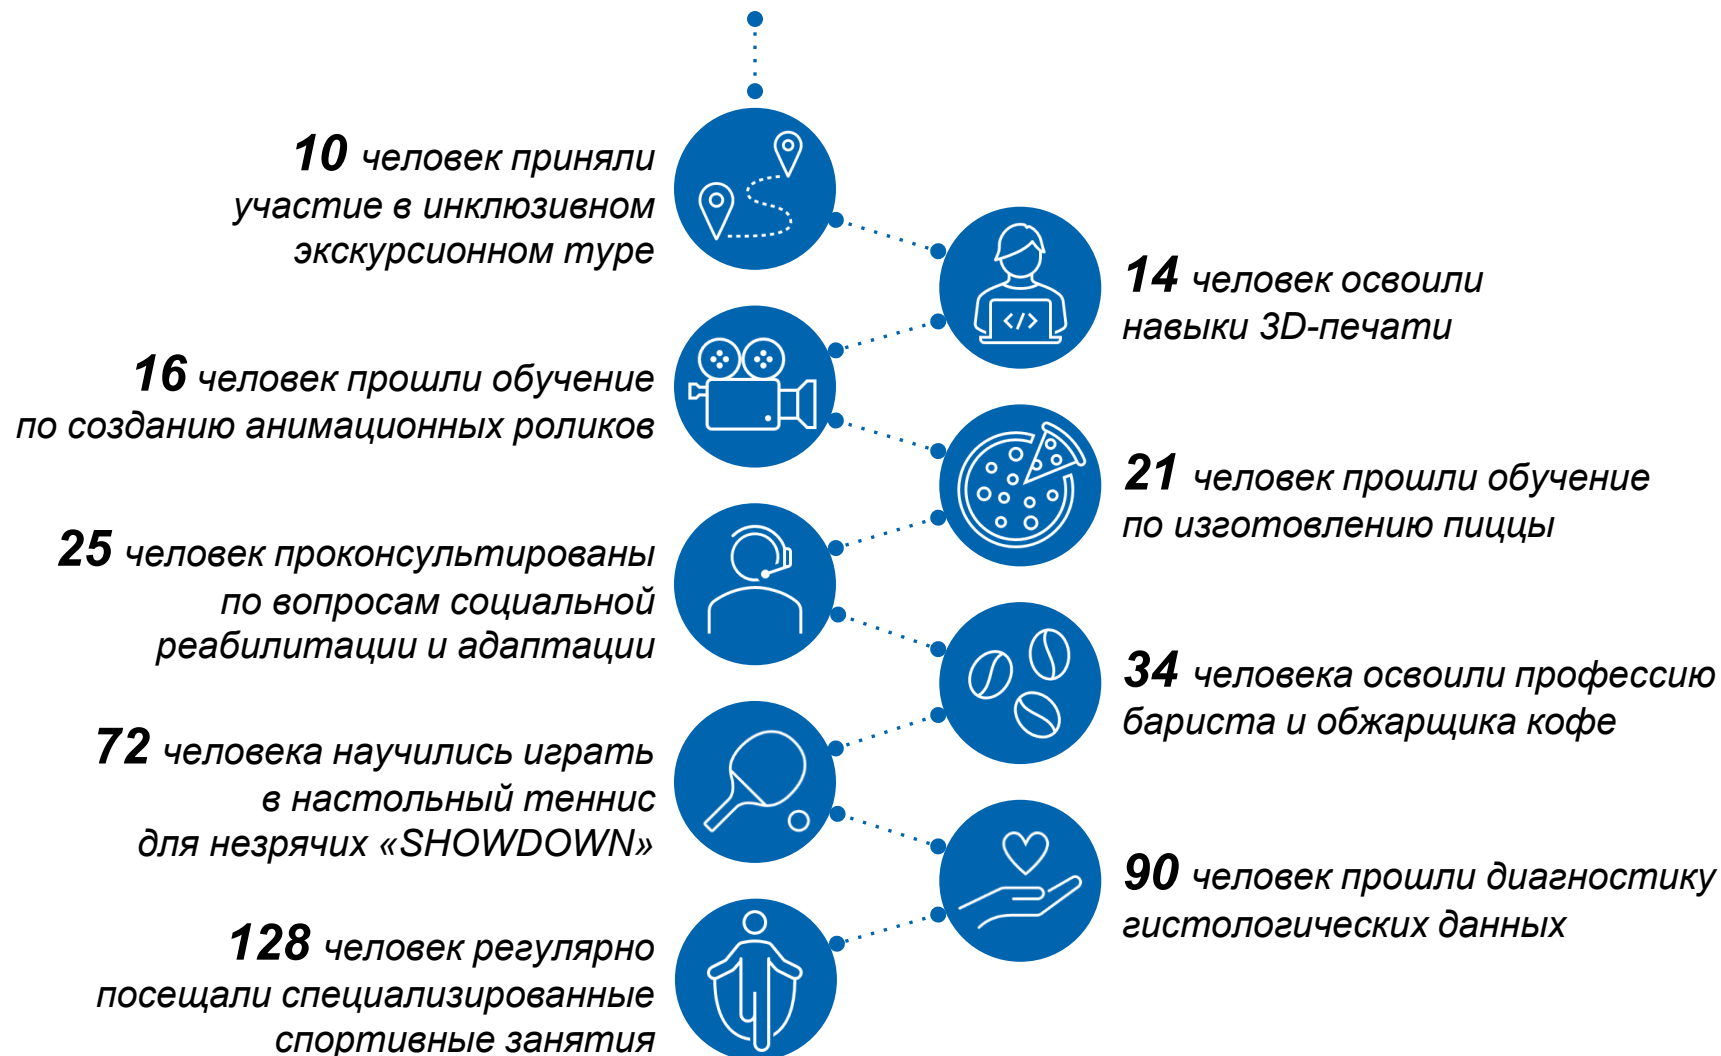 10 человек приняли
участие в инклюзивном
экскурсионном туре
14 человек освоили
навыки 3D-печати
16 человек прошли обучение
по созданию анимационных роликов
21 человек прошли обучение
по изготовлению пиццы
25 человек проконсультированы
по вопросам социальной
реабилитации и адаптации
34 человека освоили профессию
бариста и обжарщика кофе
72 человека научились играть
в настольный теннис
для незрячих «SHOWDOWN»
90 человек прошли диагностику
гистологических данных
128 человек регулярно
посещали специализированные
спортивные занятия